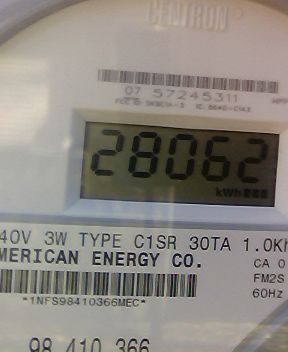 CENTRON
07 57245311
28062
kWh
40V 3W TYPE C1SR 30TA 1.0Kh
MERICAN ENERGY CO.
CA 0
FM2S
*1NFS98410366MEC*
60Hz
98 410 366